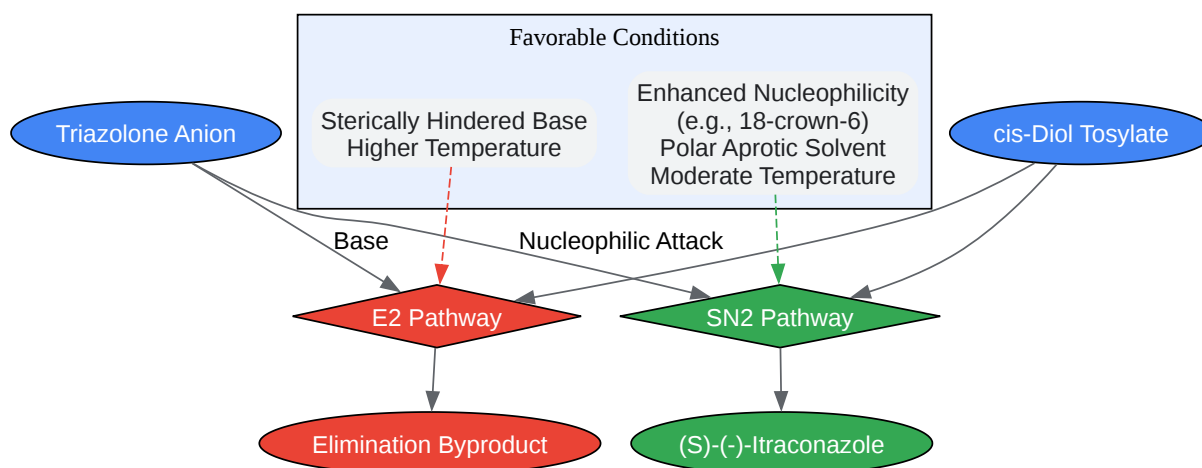 Favorable Conditions
Triazolone Anion
Sterically Hindered Base
Higher Temperature
Enhanced Nucleophilicity
(e.g., 18-crown-6)
Polar Aprotic Solvent
Moderate Temperature
cis-Diol Tosylate
Base
Nucleophilic Attack
E2 Pathway
SN2 Pathway
Elimination Byproduct
(S)-(-)-Itraconazole